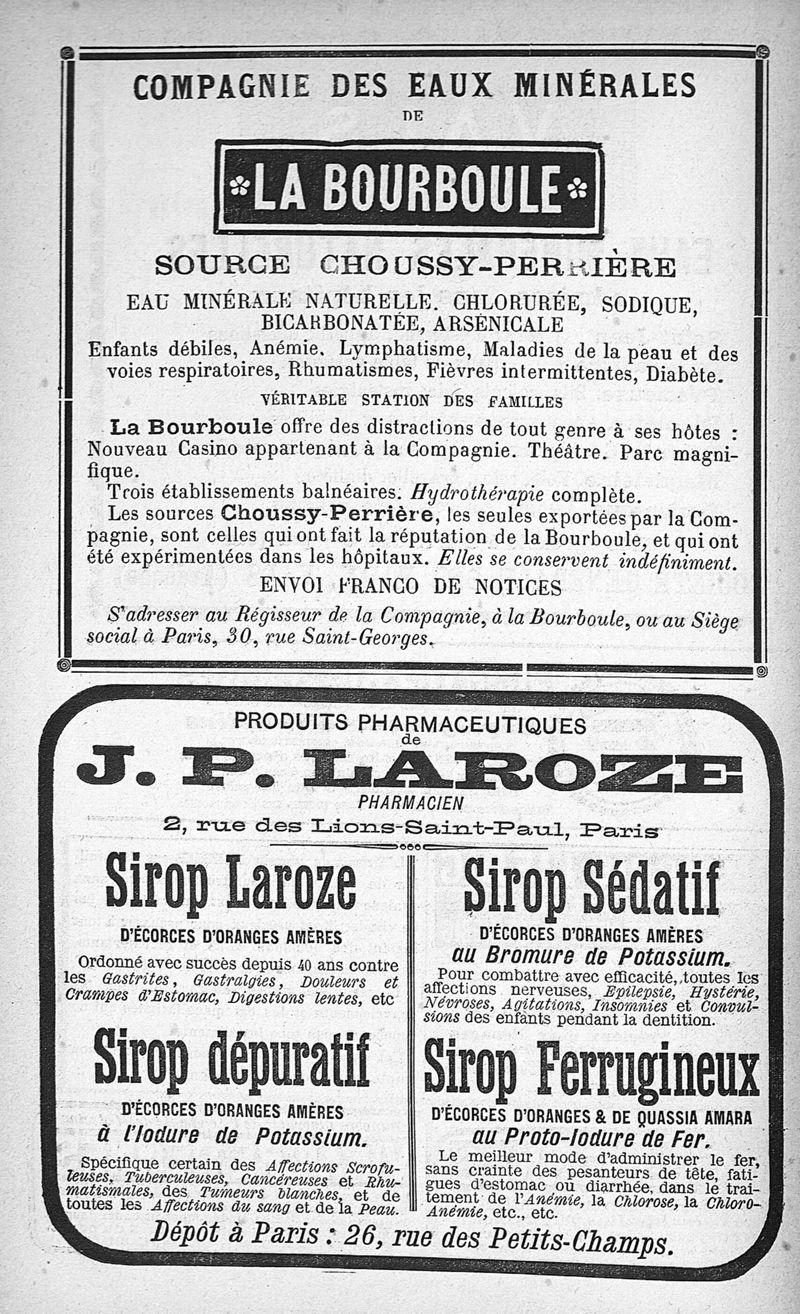 COMPAGNIE DES EAUX MINÉRALES
DE
LA BOURBOULE
SOURCE CHOUSSY-PERRIÈRE
EAU MINÉRALE NATURELLE. CHLORURÉE, SODIQUE,
BICARBONATÉE, ARSENICALE
Enfants débiles, Anémie. Lymphatisme, Maladies de la peau et des
voies respiratoires, Rhumatismes, Fièvres intermittentes, Diabète.
VÉRITABLE STATION DES FAMILLES
La Bourboule offre des distractions de tout genre à ses hôtes :
Nouveau Casino appartenant à la Compagnie. Théâtre. Parc magni-
fique.
Trois établissements balnéaires. Hydrothérapie complète.
Les sources Choussy-Perrière, les seules exportées par la Com-
pagnie, sont celles qui ont fait la réputation de la Bourboule, et qui ont
été expérimentées dans les hôpitaux. Elles se conservent indéfiniment.
ENVOI FRANCO DE NOTICES
S'adresser au Régisseur de la Compagnie, à la Bourboule, ou au Siège
social à Paris, 30, rue Saint-Georges.
PRODUITS PHARMACEUTIQUES
de
J. P. LAROZE
PHARMACIEN
2, rue des Lions-Saint-Paul, Paris
Sirop Laroze
D'ÉCORCES D'ORANGES AMÈRES
Ordonné avec succès depuis 40 ans contre
les Gastrites, Gastralgies, Douleurs et
Crampes d'Estomac, Digestions lentes, etc
Sirop dépuratif
D'ÉCORCES D'ORANGES AMÈRES
à l'Iodure de Potassium.
Spécifique certain des Affections Scrofu-
leuses, Tuberculeuses, Cancéreuses et Rhu-
matismales, des Tumeurs blanches, et de
toutes les Affections du sang et de la Peau.
Sirop Sédatif
D'ÉCORCES D'ORANGES AMÈRES
au Bromure de Potassium.
Pour combattre avec efficacité, toutes les
affections nerveuses, Epilepsie, Hystérie,
Névroses, Agitations, Insomnies et Convul-
sions des enfants pendant la dentition.
Sirop Ferrugineux
D'ÉCORCES D'ORANGES & DE QUASSIA AMARA
au Proto-Iodure de Fer.
Le meilleur mode d'administrer le fer,
sans crainte des pesanteurs de tête, fati-
gues d'estomac ou diarrhée, dans le trai-
tement de l'Anémie, la Chlorose, la Chloro-
Anémie, etc., etc.
Dépôt à Paris : 26, rue des Petits-Champs.